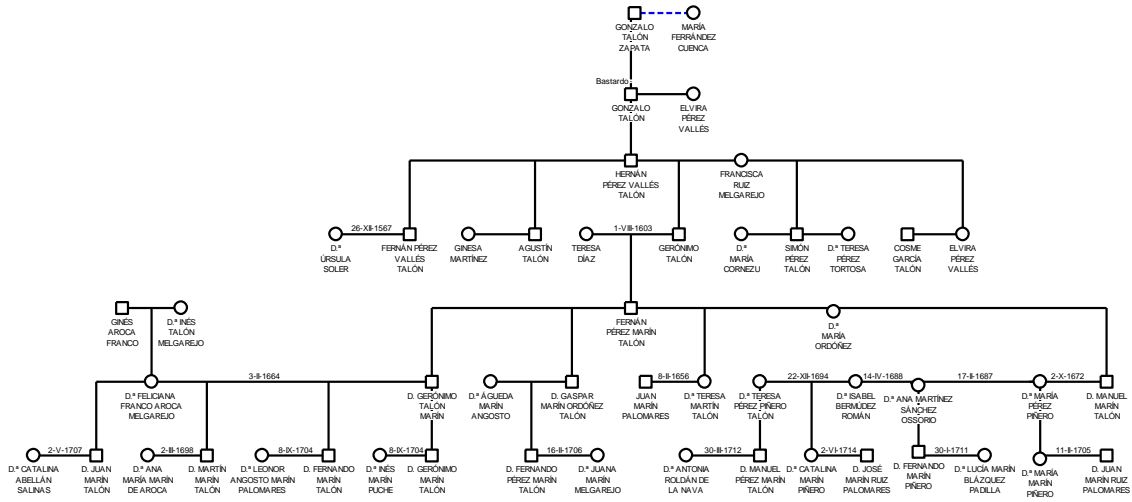 GONZALO
TALÓN
ZAPATA
MARÍA
FERRÁNDEZ
CUENCA
Bastardo
GONZALO
TALÓN
ELVIRA
PÉREZ
VALLÉS
HERNÁN
PÉREZ VALLÉS
TALÓN
FRANCISCA
RUIZ
MELGAREJO
26-XII-1567
1-VIII-1603
D.ª
ÚRSULA
SOLER
FERNÁN PÉREZ
VALLÉS
TALÓN
GINESA
MARTÍNEZ
AGUSTÍN
TALÓN
TERESA
DÍAZ
GERÓNIMO
TALÓN
D.ª
MARÍA
CORNEZU
SIMÓN
PÉREZ
TALÓN
D.ª TERESA
PÉREZ
TORTOSA
COSME
GARCÍA
TALÓN
ELVIRA
PÉREZ
VALLÉS
GINÉS
AROCA
FRANCO
D.ª INÉS
TALÓN
MELGAREJO
FERNÁN
PÉREZ MARÍN
TALÓN
D.ª
MARÍA
ORDÓÑEZ
3-II-1664
8-II-1656
22-XII-1694
14-IV-1688
17-II-1687
2-X-1672
D.ª FELICIANA
FRANCO AROCA
MELGAREJO
D. GERÓNIMO
TALÓN
MARÍN
D.ª ÁGUEDA
MARÍN
ANGOSTO
D. GASPAR
MARÍN ORDÓÑEZ
TALÓN
JUAN
MARÍN
PALOMARES
D.ª TERESA
MARTÍN
TALÓN
D.ª TERESA
PÉREZ PIÑERO
TALÓN
D.ª ISABEL
BERMÚDEZ
ROMÁN
D.ª ANA MARTÍNEZ
SÁNCHEZ
OSSORIO
D.ª MARÍA
PÉREZ
PIÑERO
D. MANUEL
MARÍN
TALÓN
2-V-1707
2-III-1698
8-IX-1704
8-IX-1704
16-II-1706
30-III-1712
2-VI-1714
30-I-1711
11-II-1705
D.ª CATALINA
ABELLÁN
SALINAS
D. JUAN
MARÍN
TALÓN
D.ª ANA
MARÍA MARÍN
DE AROCA
D. MARTÍN
MARÍN
TALÓN
D.ª LEONOR
ANGOSTO MARÍN
PALOMARES
D. FERNANDO
MARÍN
TALÓN
D.ª INÉS
MARÍN
PUCHE
D. GERÓNIMO
MARÍN
TALÓN
D. FERNANDO
PÉREZ MARÍN
TALÓN
D.ª JUANA
MARÍN
MELGAREJO
D.ª ANTONIA
ROLDÁN DE
LA NAVA
D. MANUEL
PÉREZ MARÍN
TALÓN
D.ª CATALINA
MARÍN
PIÑERO
D. JOSÉ
MARÍN RUIZ
PALOMARES
D. FERNANDO
MARÍN
PIÑERO
D.ª LUCÍA MARÍN
BLÁZQUEZ
PADILLA
D.ª MARÍA
MARÍN
PIÑERO
D. JUAN
MARÍN RUIZ
PALOMARES